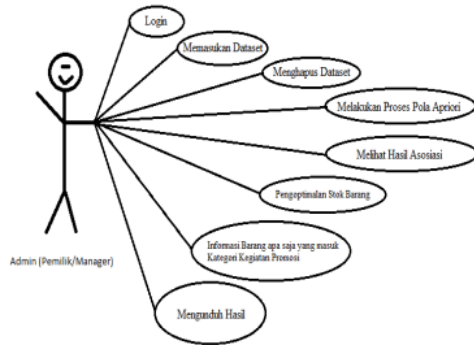 Login
Memasukan Dataset
Menghapus Dataset
Melakukan Proses Pola Apriori
Melihat Hasil Asosiasi
Pengoptimalan Stok Barang
Informasi Barang apa saja yang masuk
Kategori Kegiatan Promosi
Mengunduh Hasil
Admin (Pemilik/Manager)